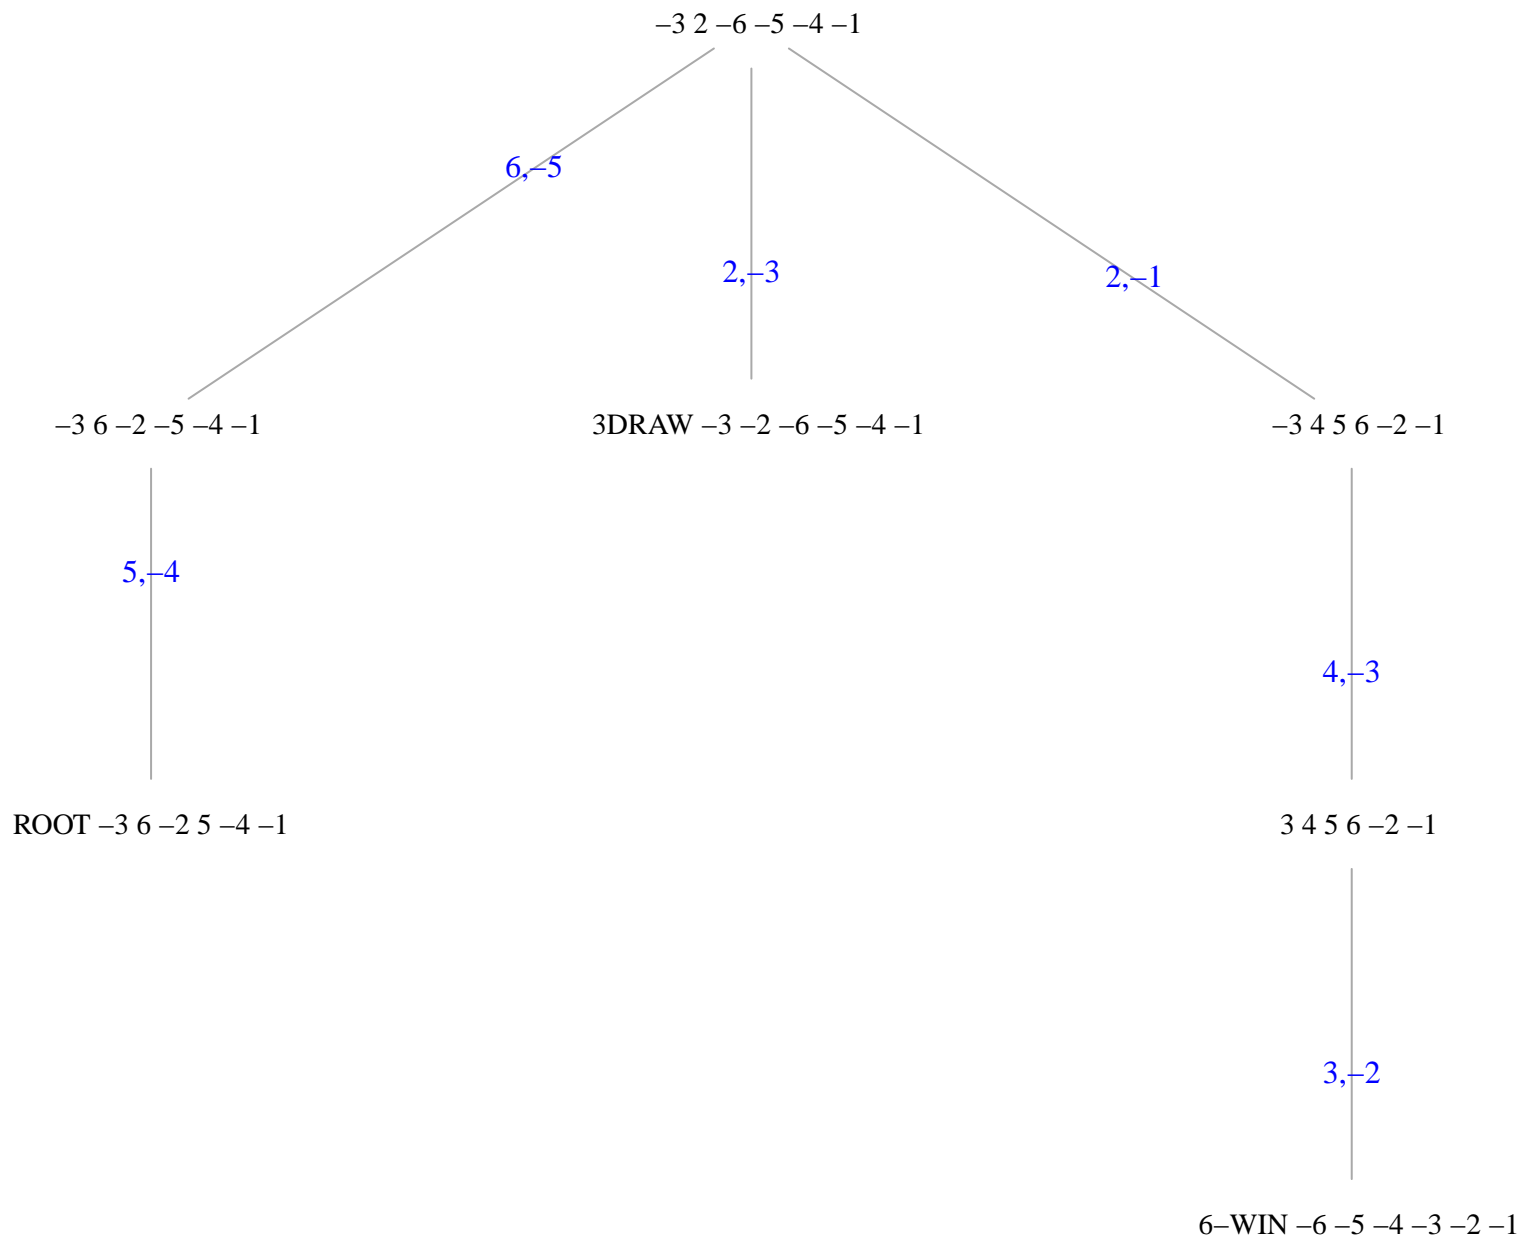 –3 2 –6 –5 –4 –1
6,–5
2,–3
2,–1
–3 6 –2 –5 –4 –1
3DRAW –3 –2 –6 –5 –4 –1
–3 4 5 6 –2 –1
5,–4
4,–3
ROOT –3 6 –2 5 –4 –1
3 4 5 6 –2 –1
3,–2
6–WIN –6 –5 –4 –3 –2 –1